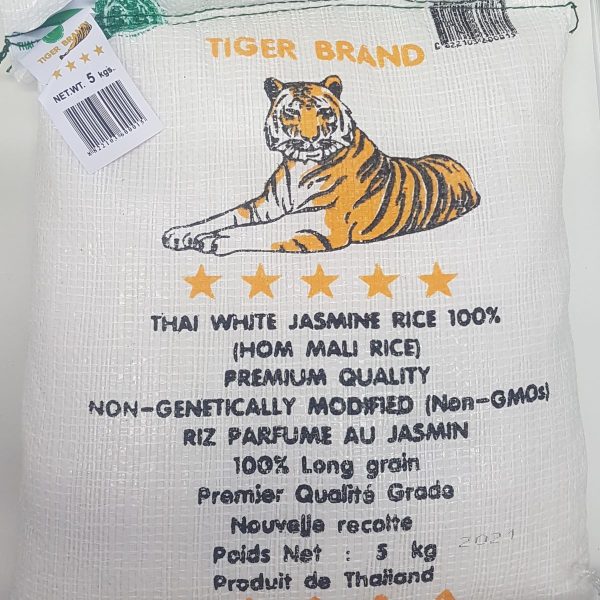 TIGER BRAND
TIGER BRAND
NET.WT. 5 kgs.
THAI WHITE JASMINE RICE 100%
(HOM MALI RICE)
PREMIUM QUALITY
NON-GENETICALLY MODIFIED (Non-GMOs)
RIZ PARFUME AU JASMIN
100% Long grain
Premier Qualité Grade
Nouvelle recolte
Poids Net : 5 kg
2021
Produit de Thailand